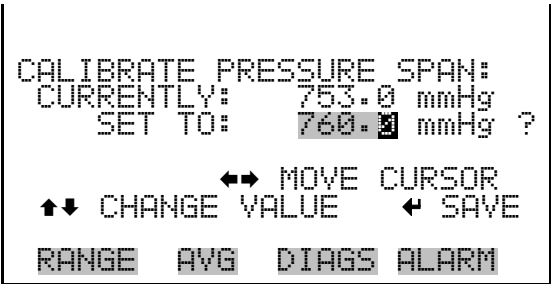 CALIBRATE PRESSURE SPAN:
CURRENTLY: 753.0 mmHg
SET TO: 760.0 mmHg ?
←→ MOVE CURSOR
↑↓ CHANGE VALUE ↵ SAVE
RANGE AVG DIAGS ALARM